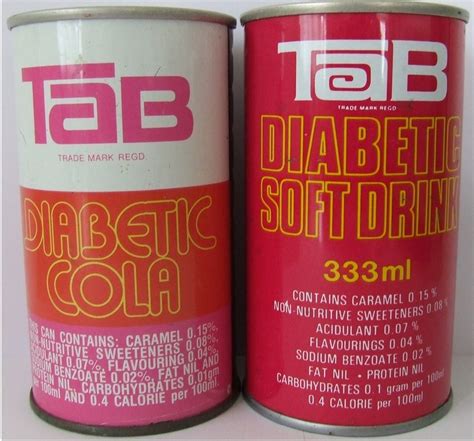 TaB
TRADE MARK REGD.
DIABETIC
COLA
CAN CONTAINS: CARAMEL 0.15%,
NON-NUTRITIVE SWEETENERS 0.08%,
ACIDULANT 0.07%, FLAVOURING 0.04%,
SODIUM BENZOATE 0.02%, FAT NIL AND
PROTEIN NIL, CARBOHYDRATES 0.1
per 100ml AND 0.4 CALORIE per 100ml.
TaB
TRADE MARK REGD
DIABETIC
SOFT DRINK
333ml
CONTAINS CARAMEL 0.15%
NON-NUTRITIVE SWEETENERS 0.08%
ACIDULANT 0.07%
FLAVOURINGS 0.04%
SODIUM BENZOATE 0.02%
FAT NIL • PROTEIN NIL
CARBOHYDRATES 0.1 gram per 100ml
AND 0.4 CALORIE per 100ml